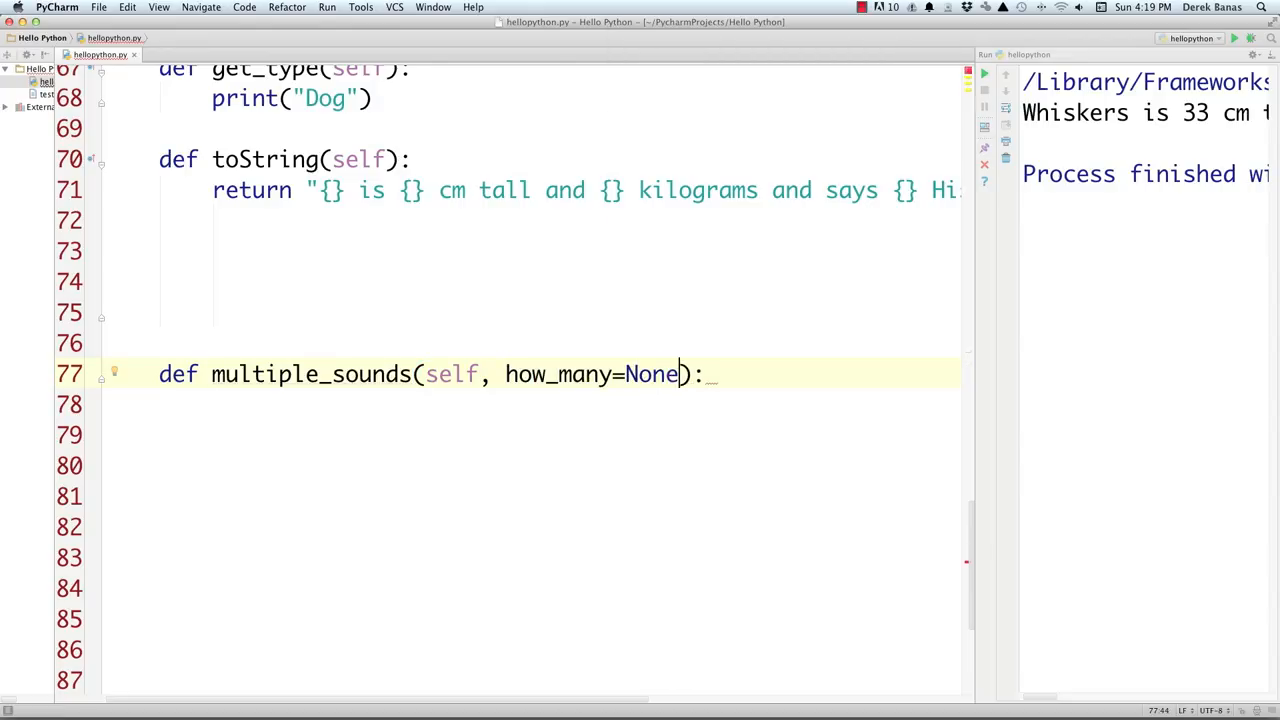 PyCharm File Edit View Navigate Code Refactor Run Tools VCS Window Help 10 Sun 4:19 PM Derek Banas
hellopython.py - Hello Python - [~/PycharmProjects/Hello Python]
Hello Python hellopython.py hellopython
hellopython.py Run hellopython
Hello P
hell
test
Externa
67 def get_type(self):
68 print("Dog")
69
70 def toString(self):
71 return "{} is {} cm tall and {} kilograms and says {} Hi
72
73
74
75
76
77 def multiple_sounds(self, how_many=None):
78
79
80
81
82
83
84
85
86
87
/Library/Frameworks
Whiskers is 33 cm t
Process finished wi
77:44 LF UTF-8